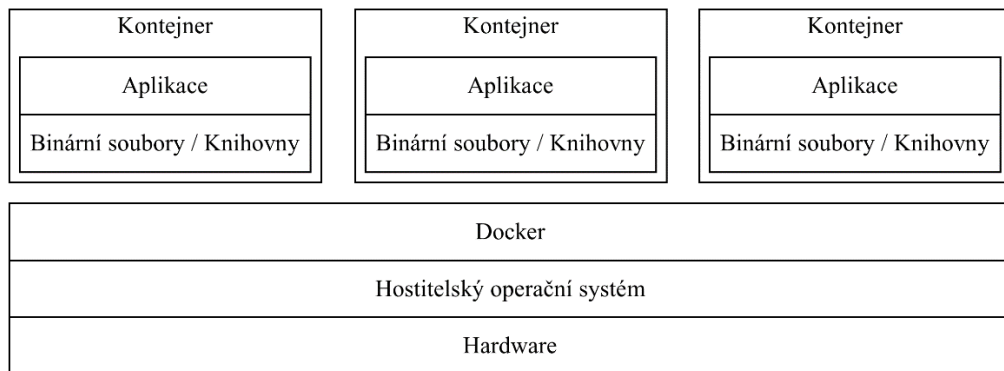 Kontejner
Aplikace
Binární soubory / Knihovny
Kontejner
Aplikace
Binární soubory / Knihovny
Kontejner
Aplikace
Binární soubory / Knihovny
Docker
Hostitelský operační systém
Hardware